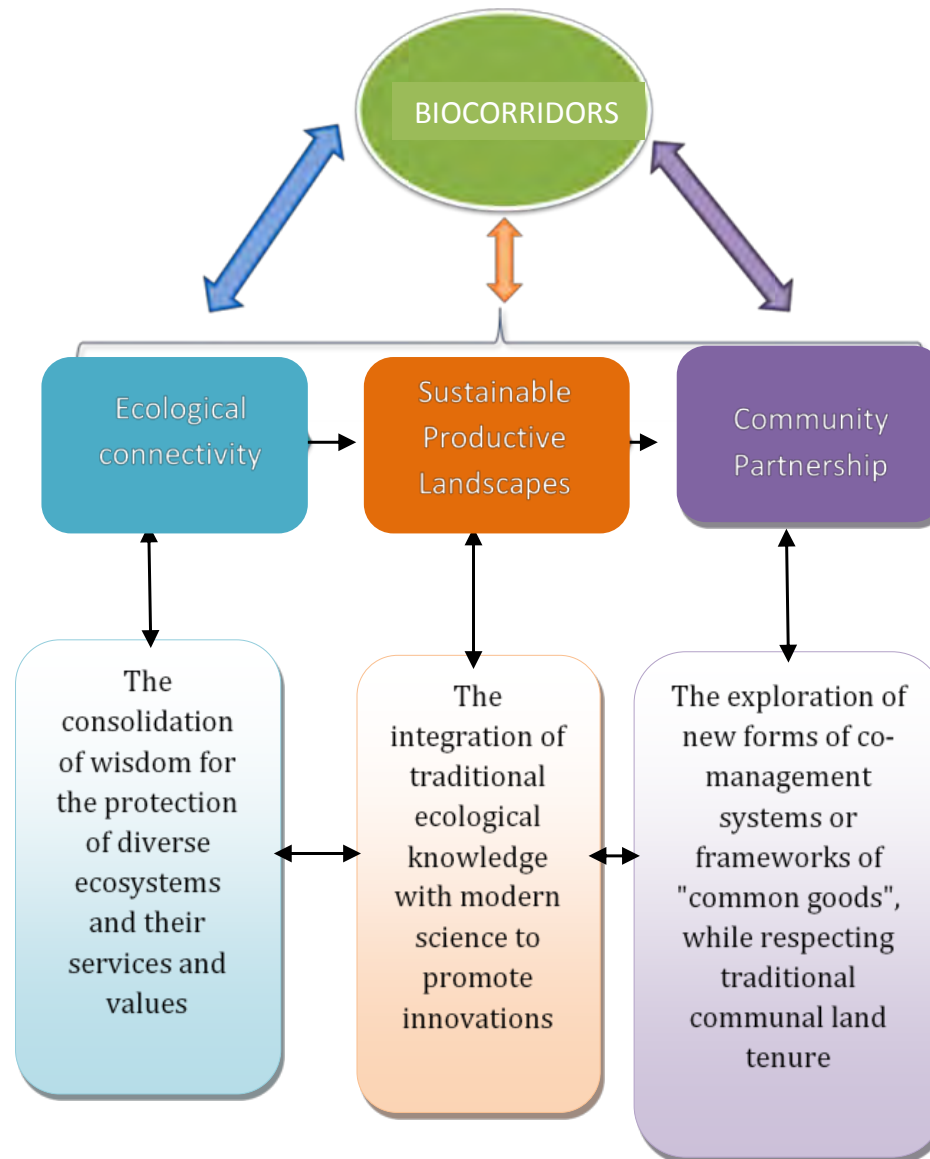 BIOCORRIDORS
Ecological
connectivity
Sustainable
Productive
Landscapes
Community
Partnership
The
consolidation
of wisdom for
the protection
of diverse
ecosystems
and their
services and
values
The
integration of
traditional
ecological
knowledge
with modern
science to
promote
innovations
The exploration of
new forms of co-
management
systems or
frameworks of
"common goods",
while respecting
traditional
communal land
tenure